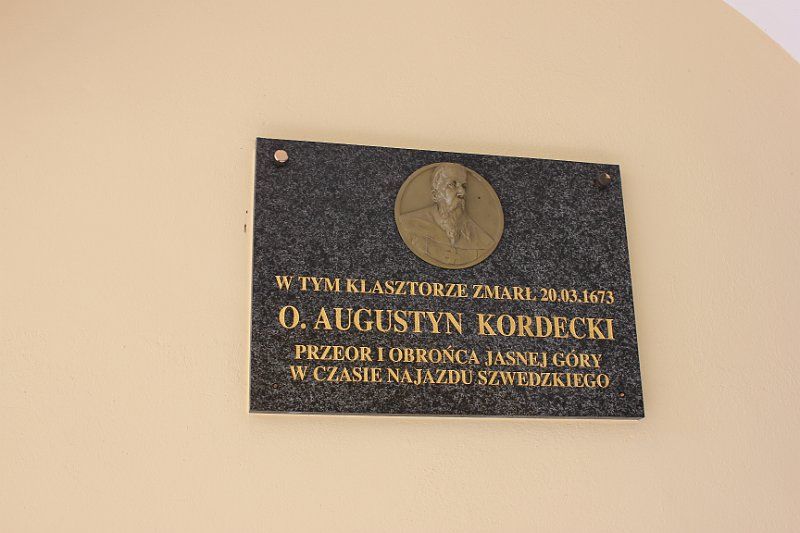 W TYM KLASZTORZE ZMARŁ 20.03.1673
O. AUGUSTYN KORDECKI
PRZEOR I OBROŃCA JASNEJ GÓRY
W CZASIE NAJAZDU SZWEDZKIEGO